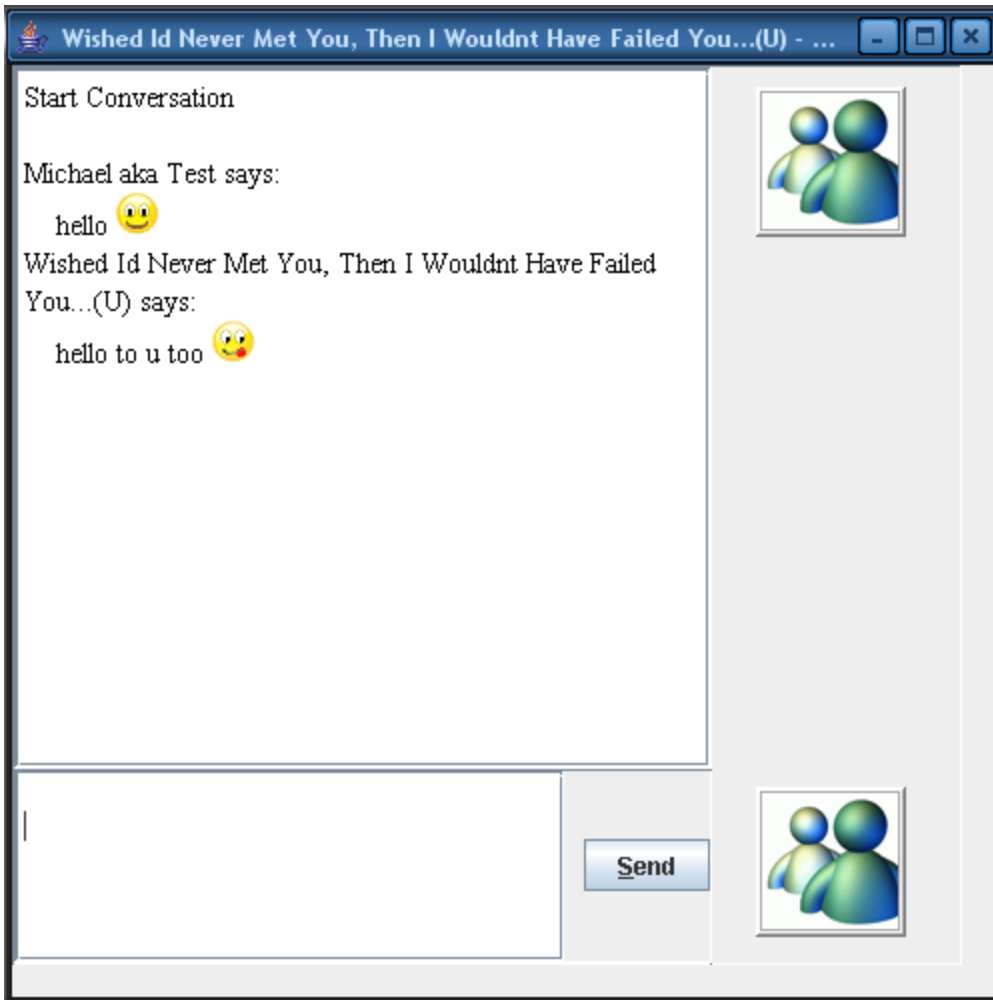 Wished Id Never Met You, Then I Wouldnt Have Failed You...(U) - ...
Start Conversation
Michael aka Test says:
hello
Wished Id Never Met You, Then I Wouldnt Have Failed
You...(U) says:
hello to u too
Send